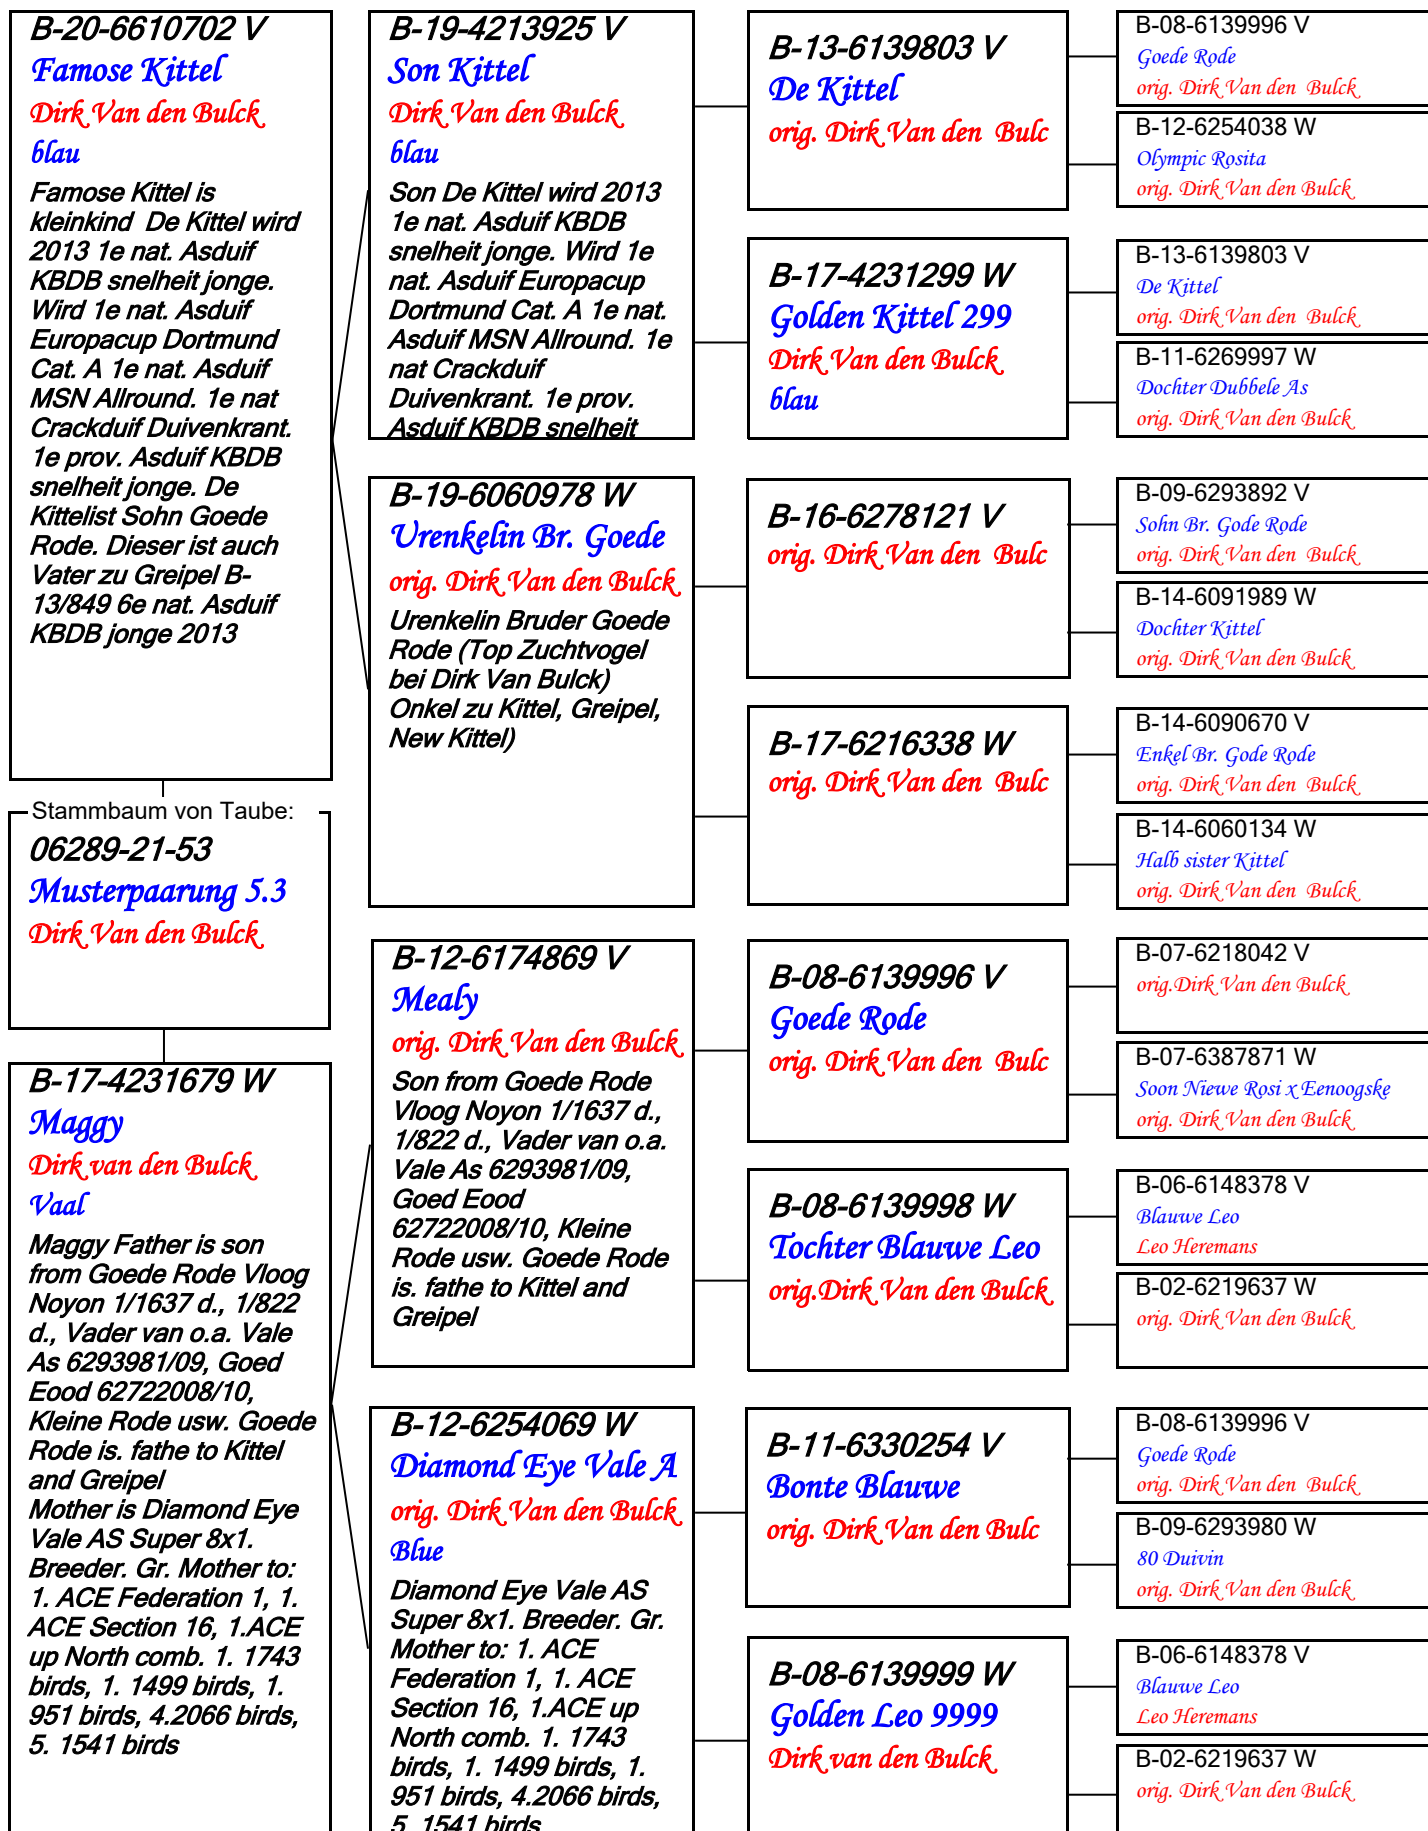 B-20-6610702 V
Famose Kittel
Dirk Van den Bulck
blau
Famose Kittel is
kleinkind  De Kittel wird
2013 1e nat. Asduif
KBDB snelheit jonge.
Wird 1e nat. Asduif
Europacup Dortmund
Cat. A 1e nat. Asduif
MSN Allround. 1e nat
Crackduif Duivenkrant.
1e prov. Asduif KBDB
snelheit jonge. De
Kittelist Sohn Goede
Rode. Dieser ist auch
Vater zu Greipel B-
13/849 6e nat. Asduif
KBDB jonge 2013
Stammbaum von Taube:
06289-21-53
Musterpaarung 5.3
Dirk Van den Bulck
B-17-4231679 W
Maggy
Dirk van den Bulck
Vaal
Maggy Father is son
from Goede Rode Vloog
Noyon 1/1637 d., 1/822
d., Vader van o.a. Vale
As 6293981/09, Goed
Eood 62722008/10,
Kleine Rode usw. Goede
Rode is. fathe to Kittel
and Greipel
Mother is Diamond Eye
Vale AS Super 8x1.
Breeder. Gr. Mother to:
1. ACE Federation 1, 1.
ACE Section 16, 1.ACE
up North comb. 1. 1743
birds, 1. 1499 birds, 1.
951 birds, 4.2066 birds,
5. 1541 birds
B-19-4213925 V
Son Kittel
Dirk Van den Bulck
blau
Son De Kittel wird 2013
1e nat. Asduif KBDB
snelheit jonge. Wird 1e
nat. Asduif Europacup
Dortmund Cat. A 1e nat.
Asduif MSN Allround. 1e
nat Crackduif
Duivenkrant. 1e prov.
Asduif KBDB snelheit
B-19-6060978 W
Urenkelin Br. Goede
orig. Dirk Van den Bulck
Urenkelin Bruder Goede
Rode (Top Zuchtvogel
bei Dirk Van Bulck)
Onkel zu Kittel, Greipel,
New Kittel)
B-12-6174869 V
Mealy
orig. Dirk Van den Bulck
Son from Goede Rode
Vloog Noyon 1/1637 d.,
1/822 d., Vader van o.a.
Vale As 6293981/09,
Goed Eood
62722008/10, Kleine
Rode usw. Goede Rode
is. fathe to Kittel and
Greipel
B-12-6254069 W
Diamond Eye Vale A
orig. Dirk Van den Bulck
Blue
Diamond Eye Vale AS
Super 8x1. Breeder. Gr.
Mother to: 1. ACE
Federation 1, 1. ACE
Section 16, 1.ACE up
North comb. 1. 1743
birds, 1. 1499 birds, 1.
951 birds, 4.2066 birds,
5. 1541 birds
B-13-6139803 V
De Kittel
orig. Dirk Van den  Bulc
B-17-4231299 W
Golden Kittel 299
Dirk Van den Bulck
blau
B-16-6278121 V
orig. Dirk Van den  Bulc
B-17-6216338 W
orig. Dirk Van den  Bulc
B-08-6139996 V
Goede Rode
orig. Dirk Van den  Bulc
B-08-6139998 W
Tochter Blauwe Leo
orig.Dirk Van den Bulck
B-11-6330254 V
Bonte Blauwe
orig. Dirk Van den Bulc
B-08-6139999 W
Golden Leo 9999
Dirk van den Bulck
B-08-6139996 V
Goede Rode
orig. Dirk Van den  Bulck
B-12-6254038 W
Olympic Rosita
orig. Dirk Van den Bulck
B-13-6139803 V
De Kittel
orig. Dirk Van den  Bulck
B-11-6269997 W
Dochter Dubbele As
orig. Dirk Van den  Bulck
B-09-6293892 V
Sohn Br. Gode Rode
orig. Dirk Van den  Bulck
B-14-6091989 W
Dochter Kittel
orig. Dirk Van den Bulck
B-14-6090670 V
Enkel Br. Gode Rode
orig. Dirk Van den  Bulck
B-14-6060134 W
Halb sister Kittel
orig. Dirk Van den  Bulck
B-07-6218042 V
orig.Dirk Van den Bulck
B-07-6387871 W
Soon Niewe Rosi x Eenoogske
orig. Dirk Van den Bulck
B-06-6148378 V
Blauwe Leo
Leo Heremans
B-02-6219637 W
orig. Dirk Van den Bulck
B-08-6139996 V
Goede Rode
orig. Dirk Van den  Bulck
B-09-6293980 W
80 Duivin
orig. Dirk Van den Bulck
B-06-6148378 V
Blauwe Leo
Leo Heremans
B-02-6219637 W
orig. Dirk Van den Bulck